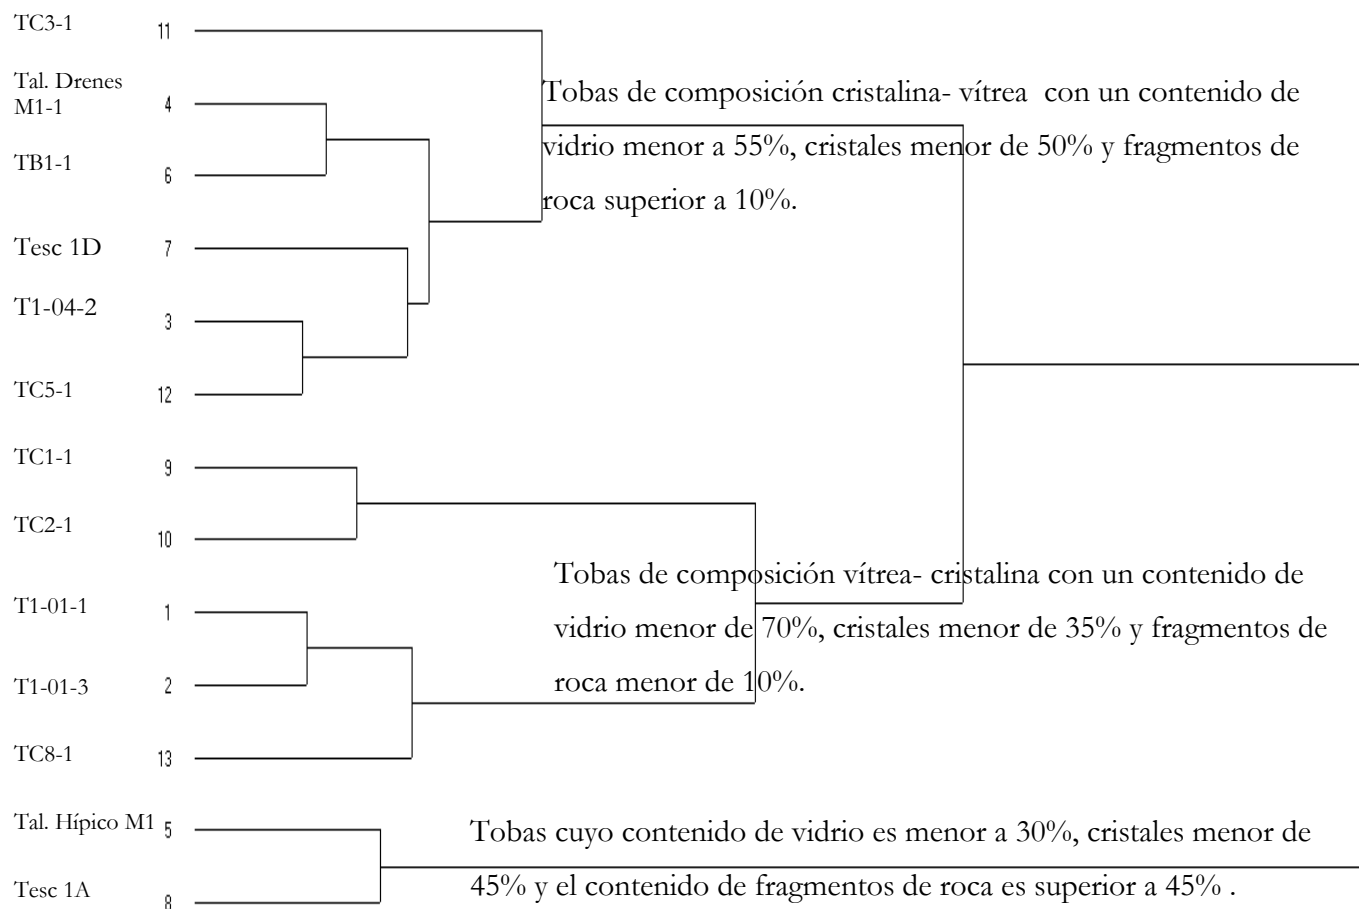 TC3-1 11
Tal. Drenes
M1-1 4
Tobas de composición cristalina- vítrea con un contenido de
vidrio menor a 55%, cristales menor de 50% y fragmentos de
roca superior a 10%.
TB1-1 6
Tesc 1D 7
T1-04-2 3
TC5-1 12
TC1-1 9
TC2-1 10
Tobas de composición vítrea- cristalina con un contenido de
vidrio menor de 70%, cristales menor de 35% y fragmentos de
roca menor de 10%.
T1-01-1 1
T1-01-3 2
TC8-1 13
Tal. Hípico M1 5
Tobas cuyo contenido de vidrio es menor a 30%, cristales menor de
45% y el contenido de fragmentos de roca es superior a 45% .
Tesc 1A 8